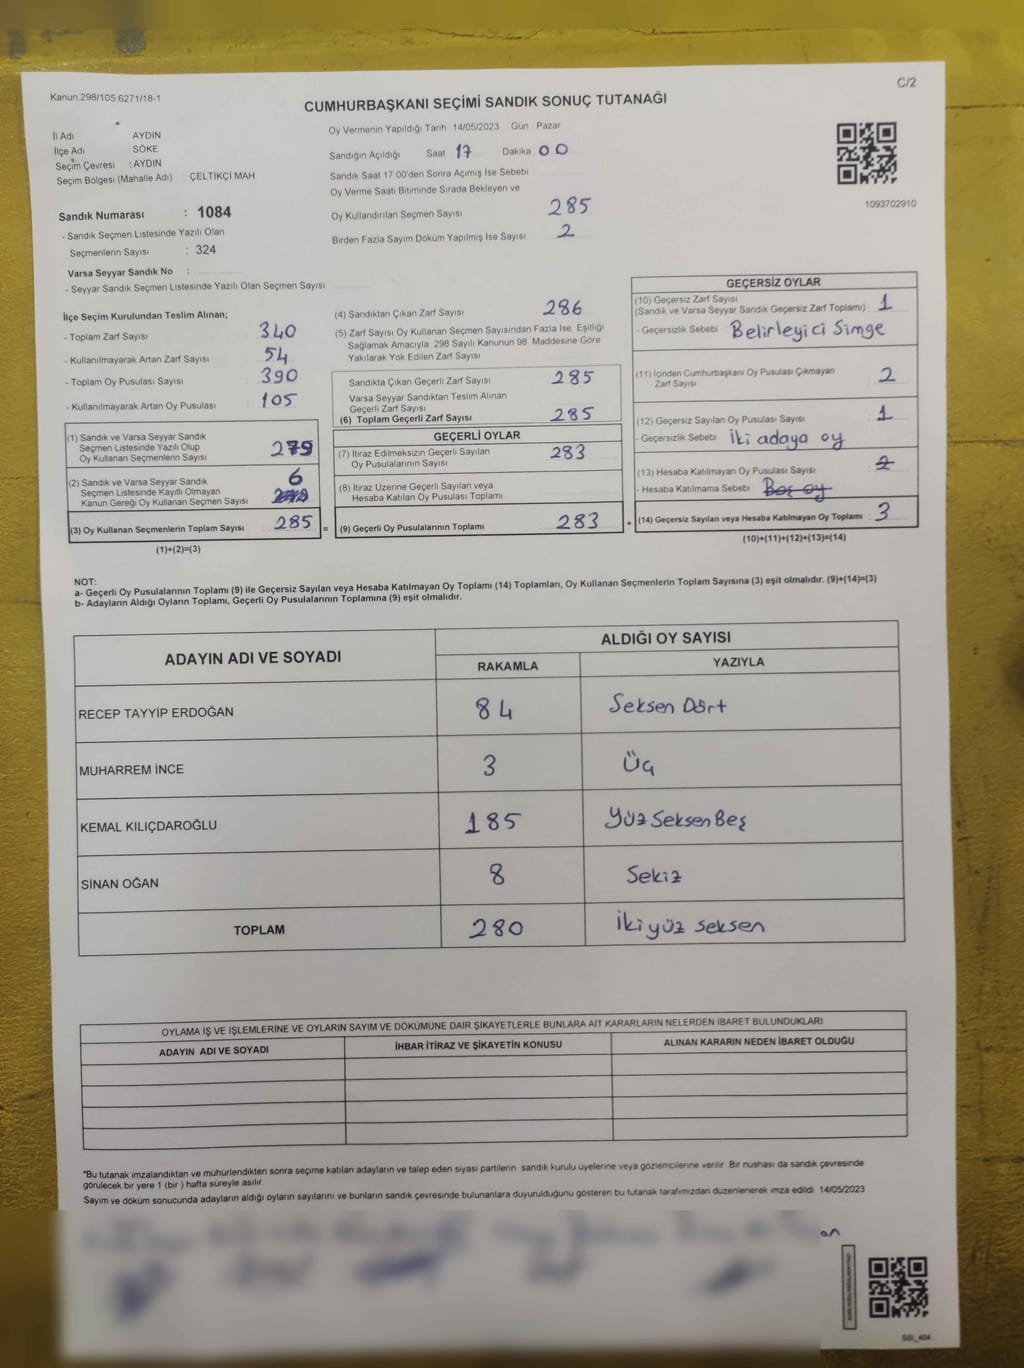 Kanun:298/105,6271/18-1
C/2
CUMHURBAŞKANI SEÇİMİ SANDIK SONUÇ TUTANAĞI
İl Adı AYDIN
İlçe Adı SÖKE
Seçim Çevresi : AYDIN
Seçim Bölgesi (Mahalle Adı) : ÇELTİKÇİ MAH
Sandık Numarası : 1084
- Sandık Seçmen Listesinde Yazılı Olan
Seçmenlerin Sayısı : 324
Varsa Seyyar Sandık No :
- Seyyar Sandık Seçmen Listesinde Yazılı Olan Seçmen Sayısı:
Oy Vermenin Yapıldığı Tarih 14/05/2023 Gün Pazar
Sandığın Açıldığı Saat 17 Dakika 00
Sandık Saat 17 00'den Sonra Açımış İse Sebebi
Oy Verme Saati Bitiminde Sırada Bekleyen ve
Oy Kullandırılan Seçmen Sayısı 285
Birden Fazla Sayım Döküm Yapılmış İse Sayısı 2
1093702910
İlçe Seçim Kurulundan Teslim Alınan;
- Toplam Zarf Sayısı 340
- Kullanılmayarak Artan Zarf Sayısı 54
- Toplam Oy Pusulası Sayısı 390
- Kullanılmayarak Artan Oy Pusulası 105
(1) Sandık ve Varsa Seyyar Sandık
Seçmen Listesinde Yazılı Olup
Oy Kullanan Seçmenlerin Sayısı 279
(2) Sandık ve Varsa Seyyar Sandık
Seçmen Listesinde Kayıtlı Olmayan
Kanun Gereği Oy Kullanan Seçmen Sayısı 6
(3) Oy Kullanan Seçmenlerin Toplam Sayısı 285 =
(1)+(2)=(3)
(4) Sandıktan Çıkan Zarf Sayısı 286
(5) Zarf Sayısı Oy Kullanan Seçmen Sayısından Fazla İse, Eşitliği
Sağlamak Amacıyla; 298 Sayılı Kanunun 98. Maddesine Göre
Yakılarak Yok Edilen Zarf Sayısı
Sandıkta Çıkan Geçerli Zarf Sayısı 285
Varsa Seyyar Sandıktan Teslim Alınan
Geçerli Zarf Sayısı
(6) Toplam Geçerli Zarf Sayısı 285
GEÇERLİ OYLAR
(7) İtiraz Edilmeksizin Geçerli Sayılan
Oy Pusulalarının Sayısı 283
(8) İtiraz Üzerine Geçerli Sayılan veya
Hesaba Katılan Oy Pusulası Toplamı
(9) Geçerli Oy Pusulalarının Toplamı 283 +
GEÇERSİZ OYLAR
(10) Geçersiz Zarf Sayısı
(Sandık ve Varsa Seyyar Sandık Geçersiz Zarf Toplamı) 1
- Geçersizlik Sebebi Belirleyici Simge
(11) İçinden Cumhurbaşkanı Oy Pusulası Çıkmayan
Zarf Sayısı 2
(12) Geçersiz Sayılan Oy Pusulası Sayısı 1
- Geçersizlik Sebebi İki adaya oy
(13) Hesaba Katılmayan Oy Pusulası Sayısı 2
- Hesaba Katılmama Sebebi Boş oy
(14) Geçersiz Sayılan veya Hesaba Katılmayan Oy Toplamı 3
(10)+(11)+(12)+(13)=(14)
NOT:
a- Geçerli Oy Pusulalarının Toplamı (9) ile Geçersiz Sayılan veya Hesaba Katılmayan Oy Toplamı (14) Toplamları, Oy Kullanan Seçmenlerin Toplam Sayısına (3) eşit olmalıdır. (9)+(14)=(3)
b- Adayların Aldığı Oyların Toplamı, Geçerli Oy Pusulalarının Toplamına (9) eşit olmalıdır.
ADAYIN ADI VE SOYADI ALDIĞI OY SAYISI
RAKAMLA YAZIYLA
RECEP TAYYİP ERDOĞAN 84 Seksen Dört
MUHARREM İNCE 3 Üç
KEMAL KILIÇDAROĞLU 185 Yüz Seksen Beş
SİNAN OĞAN 8 Sekiz
TOPLAM 280 İki yüz seksen
OYLAMA İŞ VE İŞLEMLERİNE VE OYLARIN SAYIM VE DÖKÜMÜNE DAİR ŞİKAYETLERLE BUNLARA AİT KARARLARIN NELERDEN İBARET BULUNDUKLARI
ADAYIN ADI VE SOYADI İHBAR İTİRAZ VE ŞİKAYETİN KONUSU ALINAN KARARIN NEDEN İBARET OLDUĞU
*Bu tutanak imzalandıktan ve mühürlendikten sonra seçime katılan adayların ve talep eden siyasi partilerin sandık kurulu üyelerine veya gözlemcilerine verilir. Bir nushası da sandık çevresinde
görülecek bir yere 1 (bir ) hafta süreyle asılır.
Sayım ve döküm sonucunda adayların aldığı oyların sayılarını ve bunların sandık çevresinde bulunanlara duyurulduğunu gösteren bu tutanak tarafımızdan düzenlenerek imza edildi. 14/05/2023
an